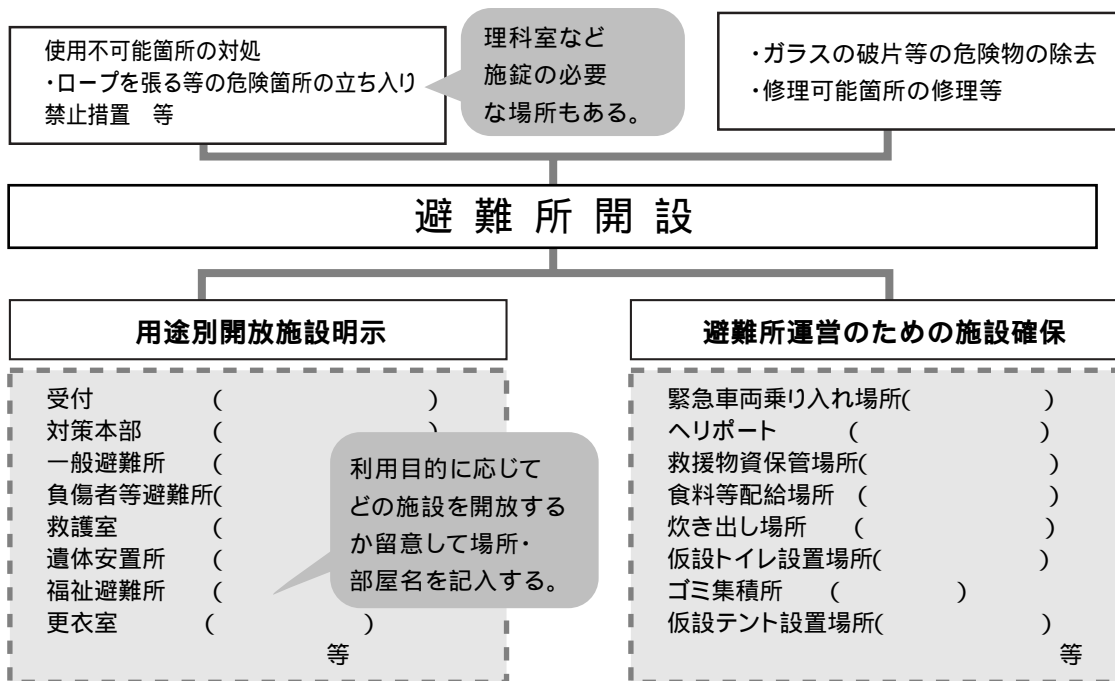 使用不可能箇所の対処
・ロープを張る等の危険箇所の立ち入り
禁止措置　等
理科室など
施錠の必要
な場所もある。
・ガラスの破片等の危険物の除去
・修理可能箇所の修理等
避難所開設
用途別開放施設明示
受付　　　　　(　　　　　　　　　)
対策本部　　　(　　　　　　　　　)
一般避難所　　(
負傷者等避難所(
救護室　　　　(
遺体安置所　　(
福祉避難所　　(
更衣室　　　　(　　　　　　)
等
利用目的に応じて
どの施設を開放する
か留意して場所・
部屋名を記入する。
避難所運営のための施設確保
緊急車両乗り入れ場所(　　　　　　)
ヘリポート　　　(　　　　　　　　)
救援物資保管場所(　　　　　　　　)
食料等配給場所　(　　　　　　　　)
炊き出し場所　　(　　　　　　　　)
仮設トイレ設置場所(　　　　　　　)
ゴミ集積所　　(　　　　　)
仮設テント設置場所(　　　　　　　)
等